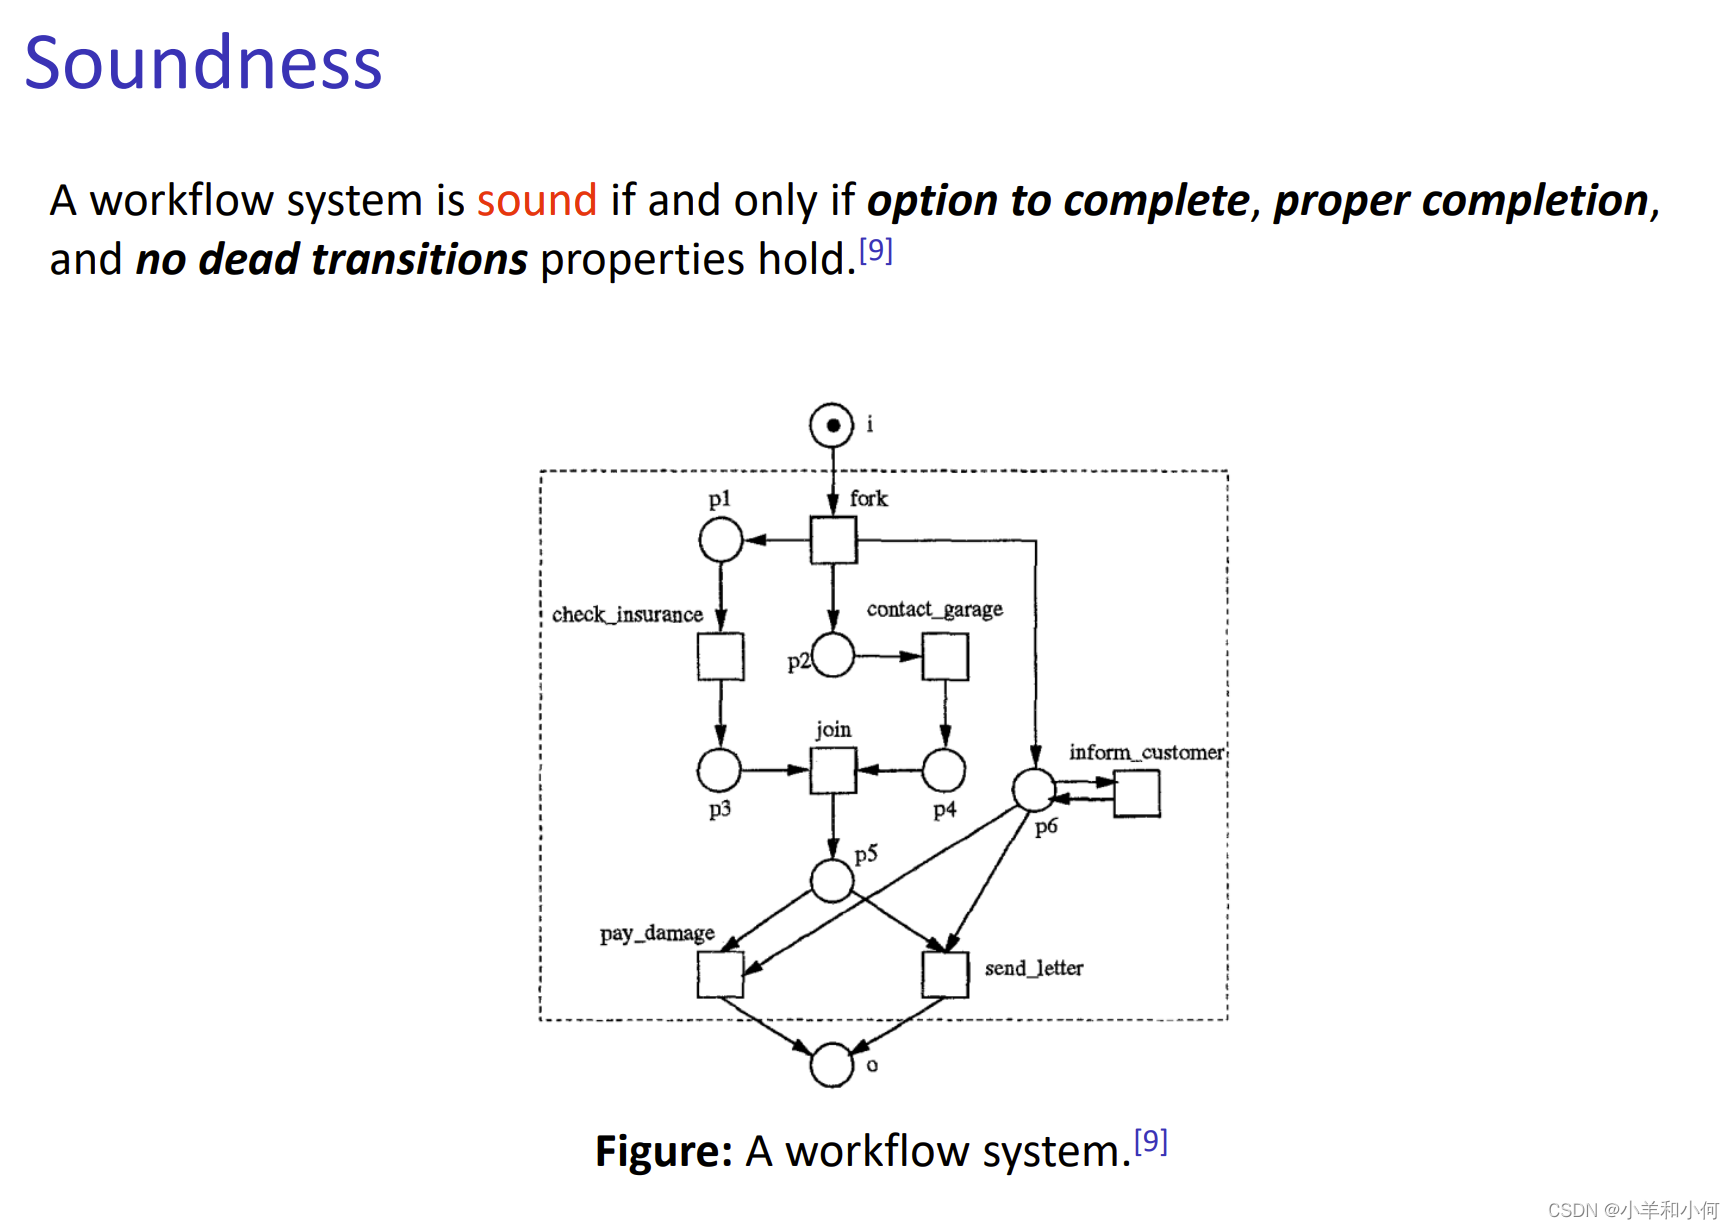 Soundness
A workflow system is sound if and only if option to complete, proper completion,
and no dead transitions properties hold.[9]
i
p1
fork
check_insurance
contact_garage
p2
join
inform_customer
p3
p4
p6
p5
pay_damage
send_letter
o
Figure: A workflow system.[9]
CSDN @小羊和小何